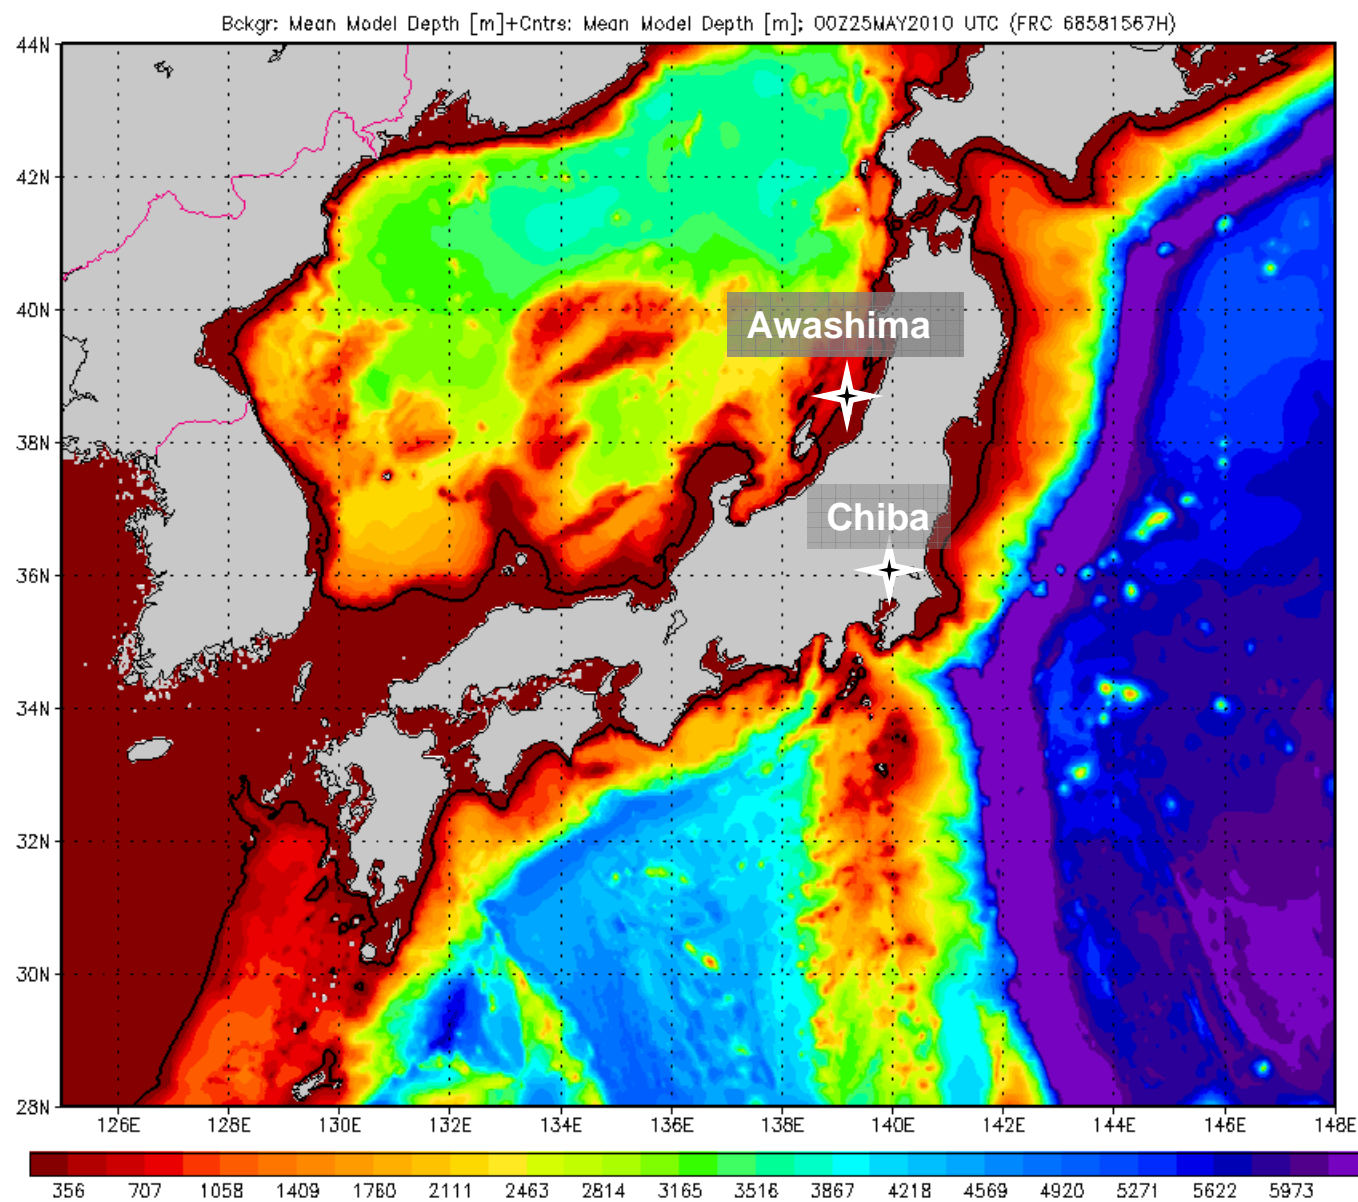 Bckgr: Mean Model Depth [m]+Cntrs: Mean Model Depth [m]; 00Z25MAY2010 UTC (FRC 68581567H)
44N
42N
40N
38N
36N
34N
32N
30N
28N
Awashima
Chiba
126E 128E 130E 132E 134E 136E 138E 140E 142E 144E 146E 148E
356 707 1058 1409 1760 2111 2463 2814 3165 3516 3867 4218 4569 4920 5271 5622 5973